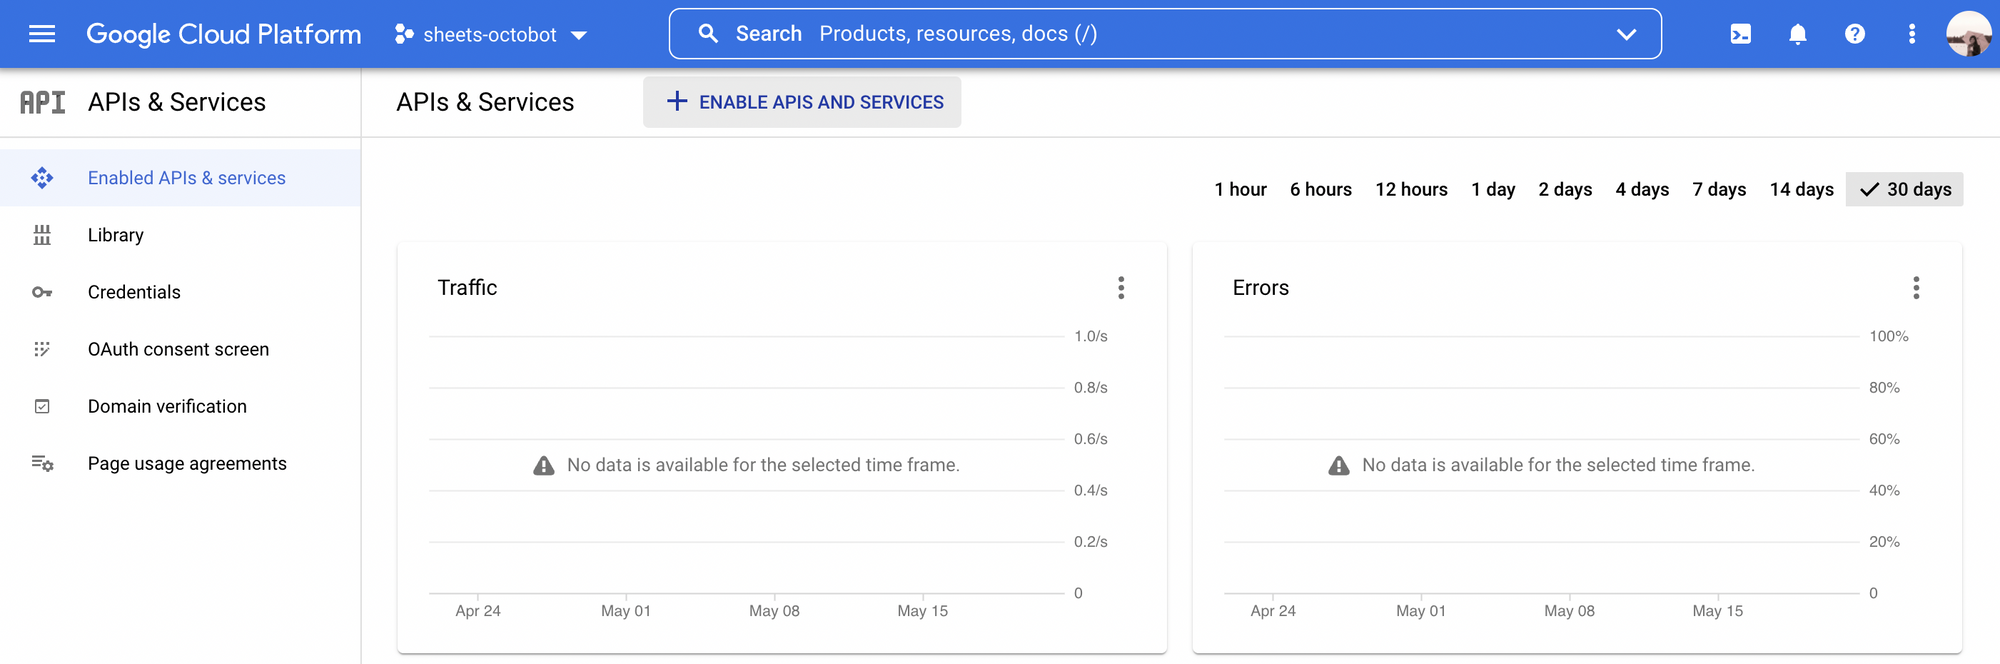 Google Cloud Platform
sheets-octobot
Search Products, resources, docs (/)
API APIs & Services
APIs & Services
ENABLE APIS AND SERVICES
Enabled APIs & services
Library
Credentials
OAuth consent screen
Domain verification
Page usage agreements
1 hour 6 hours 12 hours 1 day 2 days 4 days 7 days 14 days 30 days
Traffic
1.0/s
0.8/s
0.6/s
No data is available for the selected time frame.
0.4/s
0.2/s
0
Apr 24 May 01 May 08 May 15
Errors
100%
80%
60%
No data is available for the selected time frame.
40%
20%
0
Apr 24 May 01 May 08 May 15